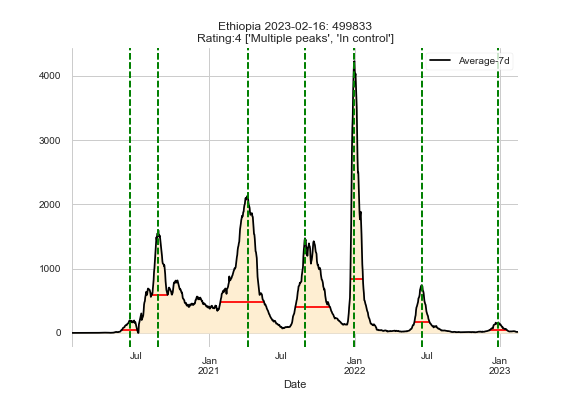 Ethiopia 2023-02-16: 499833
Rating:4 ['Multiple peaks', 'In control']
Average-7d
4000
3000
2000
1000
0
Jul
Jan
2021
Jul
Jan
2022
Jul
Jan
2023
Date